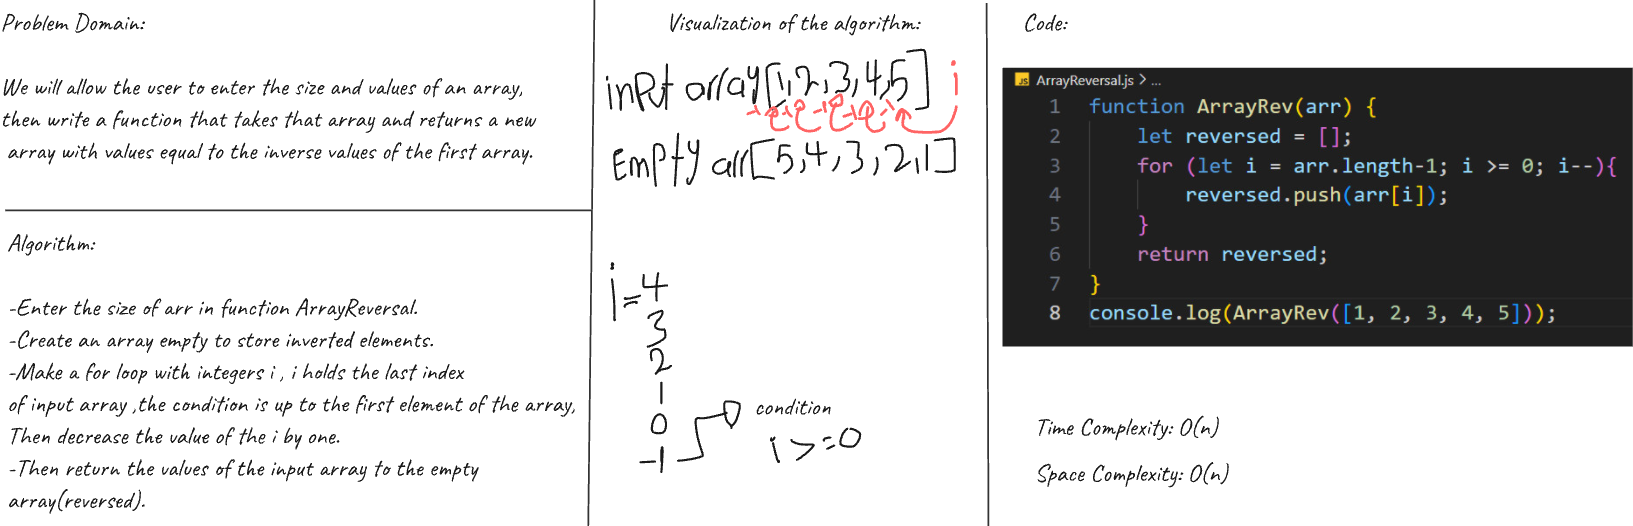 Problem Domain:
We will allow the user to enter the size and values of an array,
then write a function that takes that array and returns a new
array with values equal to the inverse values of the first array.
Algorithm:
-Enter the size of arr in function ArrayReversal.
-Create an array empty to store inverted elements.
-Make a for loop with integers i , i holds the last index
of input array ,the condition is up to the first element of the array,
Then decrease the value of the i by one.
-Then return the values of the input array to the empty
array(reversed).
Visualization of the algorithm:
input array[1,2,3,4,5] i
-1 -1 -1 -1 -1
Empty arr[5,4,3,2,1]
i=4
3
2
1
0
-1
condition
i>=0
Code:
JS ArrayReversal.js > ...
1 function ArrayRev(arr) {
2 let reversed = [];
3 for (let i = arr.length-1; i >= 0; i--){
4 reversed.push(arr[i]);
5 }
6 return reversed;
7 }
8 console.log(ArrayRev([1, 2, 3, 4, 5]));
Time Complexity: O(n)
Space Complexity: O(n)